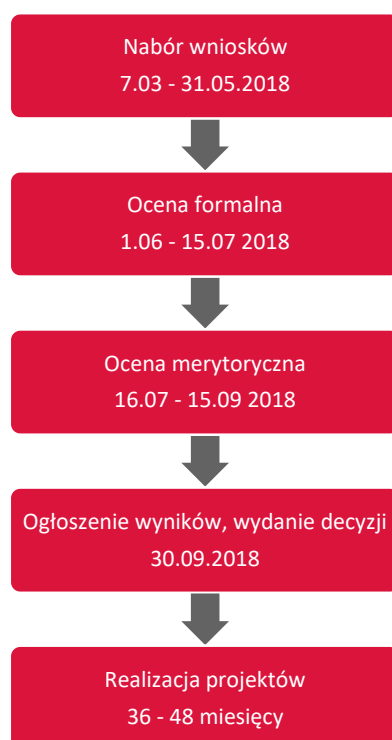 Nabór wniosków
7.03 - 31.05.2018
Ocena formalna
1.06 - 15.07 2018
Ocena merytoryczna
16.07 - 15.09 2018
Ogłoszenie wyników, wydanie decyzji
30.09.2018
Realizacja projektów
36 - 48 miesięcy